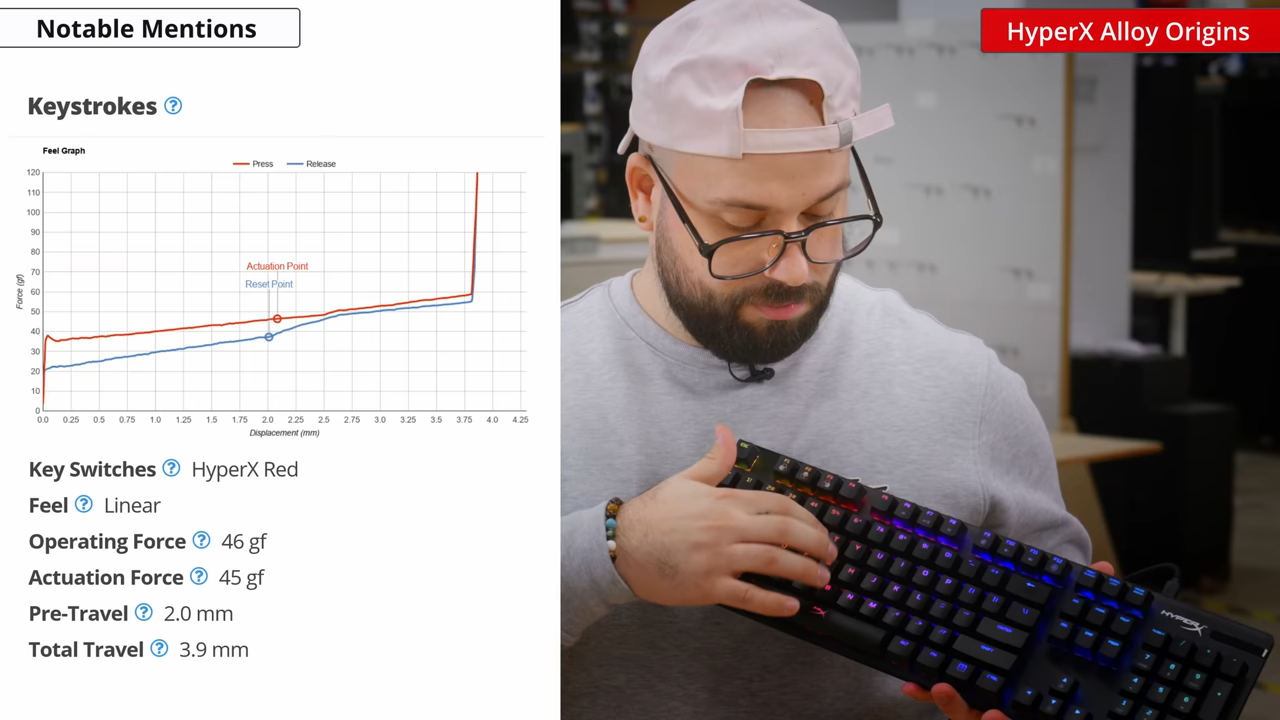 Notable Mentions
HyperX Alloy Origins
Keystrokes ?
Feel Graph
Press
Release
120
110
100
90
80
70
60
50
40
30
20
10
0
Force (gf)
Actuation Point
Reset Point
0.0 0.25 0.5 0.75 1.0 1.25 1.5 1.75 2.0 2.25 2.5 2.75 3.0 3.25 3.5 3.75 4.0 4.25
Displacement (mm)
Key Switches ? HyperX Red
Feel ? Linear
Operating Force ? 46 gf
Actuation Force ? 45 gf
Pre-Travel ? 2.0 mm
Total Travel ? 3.9 mm
HYPERX